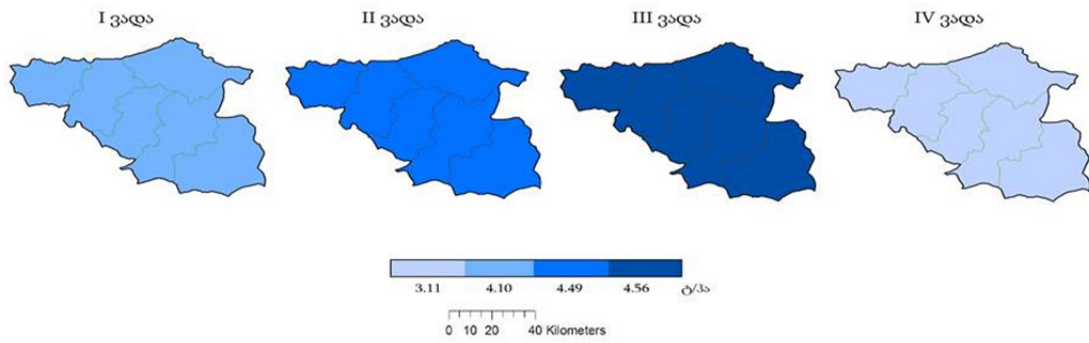 I ვადა II ვადა III ვადა IV ვადა
3.11 4.10 4.49 4.56 ტ/ჰა
0 10 20 40 Kilometers